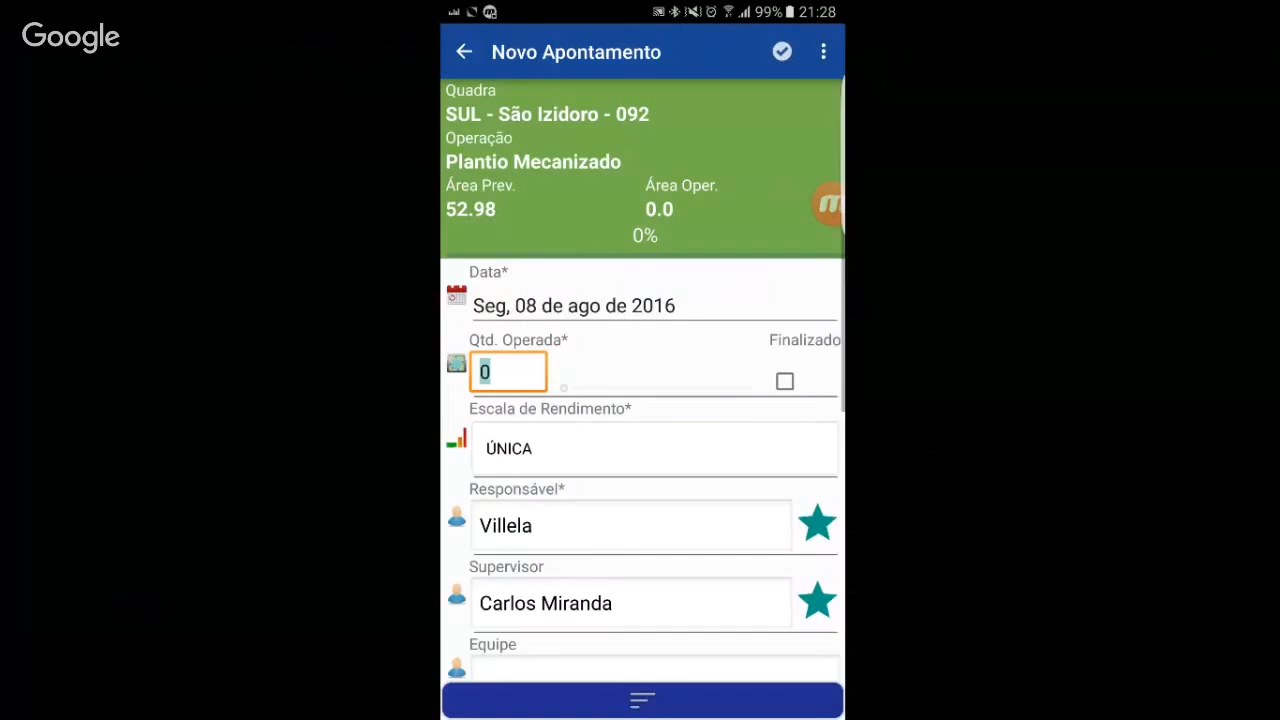 Google
99% 21:28
Novo Apontamento
Quadra
SUL - São Izidoro - 092
Operação
Plantio Mecanizado
Área Prev. Área Oper.
52.98 0.0
0%
Data*
Seg, 08 de ago de 2016
Qtd. Operada* Finalizado
0
Escala de Rendimento*
ÚNICA
Responsável*
Villela
Supervisor
Carlos Miranda
Equipe